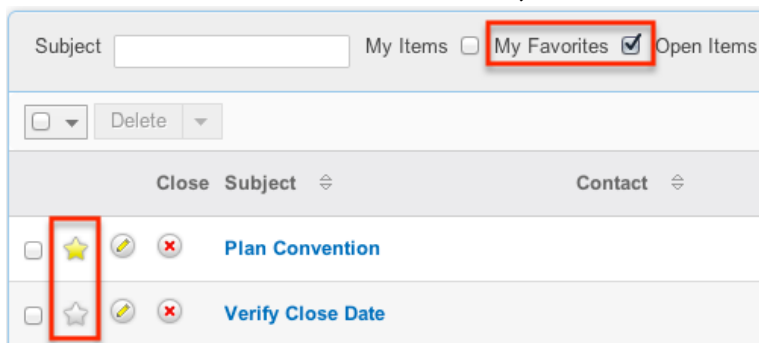 Subject My Items My Favorites Open Items
Delete
Close Subject Contact
Plan Convention
Verify Close Date